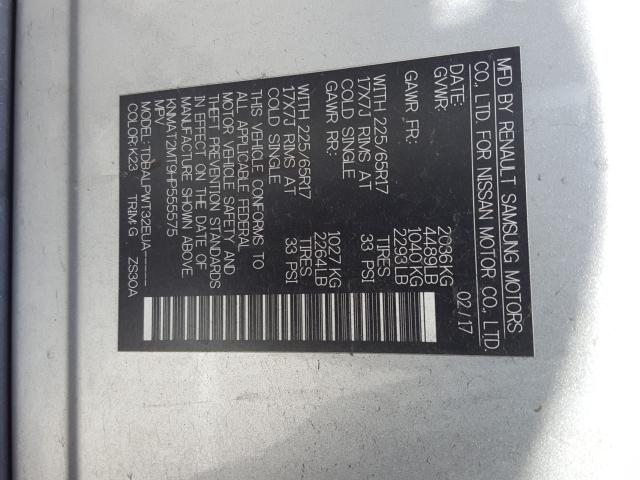 MFD BY RENAULT SAMSUNG MOTORS
CO., LTD. FOR NISSAN MOTOR CO., LTD.
DATE: 02/17
GVWR: 2036KG
4489LB
GAWR FR: 1040KG
2293LB
WITH 225/65R17 TIRES
17X7J RIMS AT 33 PSI
COLD SINGLE
GAWR RR: 1027KG
2264LB
WITH 225/65R17 TIRES
17X7J RIMS AT 33 PSI
COLD SINGLE
THIS VEHICLE CONFORMS TO
ALL APPLICABLE FEDERAL
MOTOR VEHICLE SAFETY AND
THEFT PREVENTION STANDARDS
IN EFFECT ON THE DATE OF
MANUFACTURE SHOWN ABOVE.
KNMAT2MT9HP555575
MPV
MODEL: TDBALPWT32EUA-----
COLOR:K23 TRIM:G ZS30A